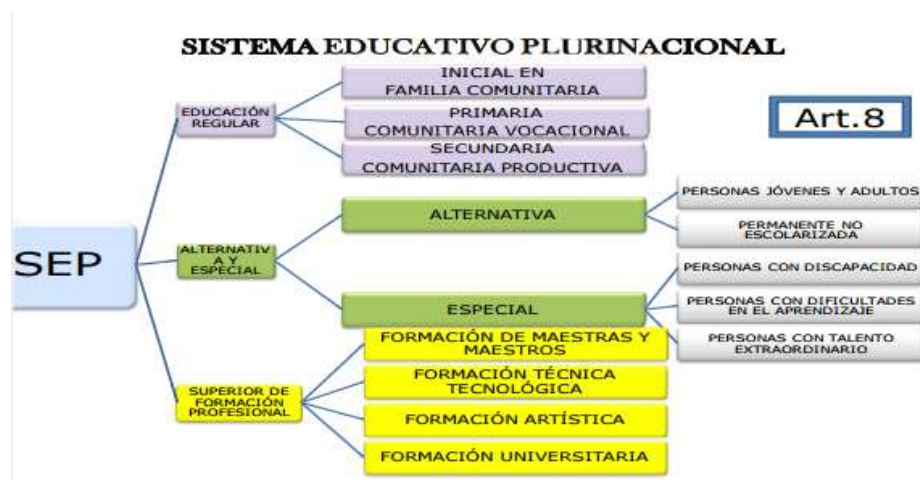 SISTEMA EDUCATIVO PLURINACIONAL
Art.8
SEP
EDUCACIÓN
REGULAR
INICIAL EN
FAMILIA COMUNITARIA
PRIMARIA
COMUNITARIA VOCACIONAL
SECUNDARIA
COMUNITARIA PRODUCTIVA
ALTERNATIV
A Y
ESPECIAL
ALTERNATIVA
PERSONAS JÓVENES Y ADULTOS
PERMANENTE NO
ESCOLARIZADA
ESPECIAL
PERSONAS CON DISCAPACIDAD
PERSONAS CON DIFICULTADES
EN EL APRENDIZAJE
PERSONAS CON TALENTO
EXTRAORDINARIO
SUPERIOR DE
FORMACIÓN
PROFESIONAL
FORMACIÓN DE MAESTRAS Y
MAESTROS
FORMACIÓN TÉCNICA
TECNOLÓGICA
FORMACIÓN ARTÍSTICA
FORMACIÓN UNIVERSITARIA